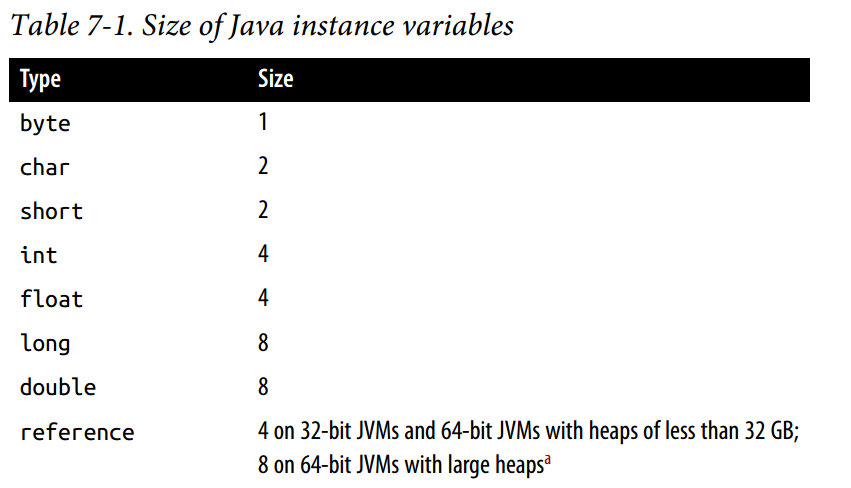 Table 7-1. Size of Java instance variables
Type Size
byte 1
char 2
short 2
int 4
float 4
long 8
double 8
reference 4 on 32-bit JVMs and 64-bit JVMs with heaps of less than 32 GB;
8 on 64-bit JVMs with large heapsa